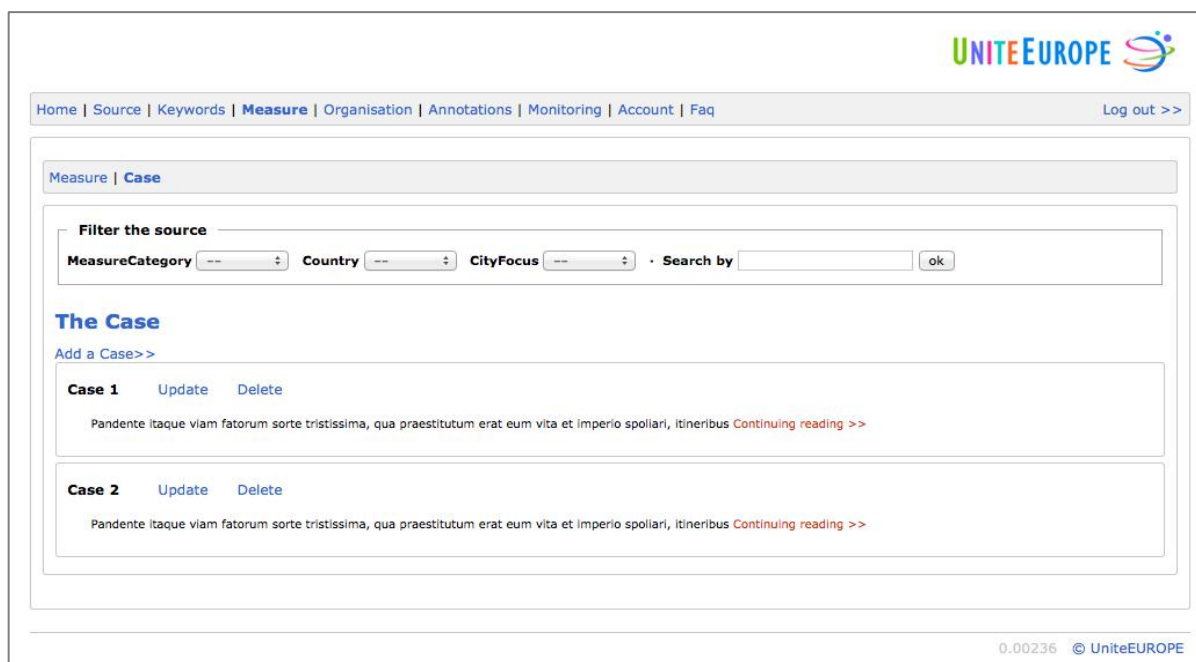 UNITEEUROPE
Home | Source | Keywords | Measure | Organisation | Annotations | Monitoring | Account | Faq Log out >>
Measure | Case
Filter the source
MeasureCategory -- Country -- CityFocus -- · Search by ok
The Case
Add a Case>>
Case 1 Update Delete
Pandente itaque viam fatorum sorte tristissima, qua praestitutum erat eum vita et imperio spoliari, itineribus Continuing reading >>
Case 2 Update Delete
Pandente itaque viam fatorum sorte tristissima, qua praestitutum erat eum vita et imperio spoliari, itineribus Continuing reading >>
0.00236 © UniteEUROPE